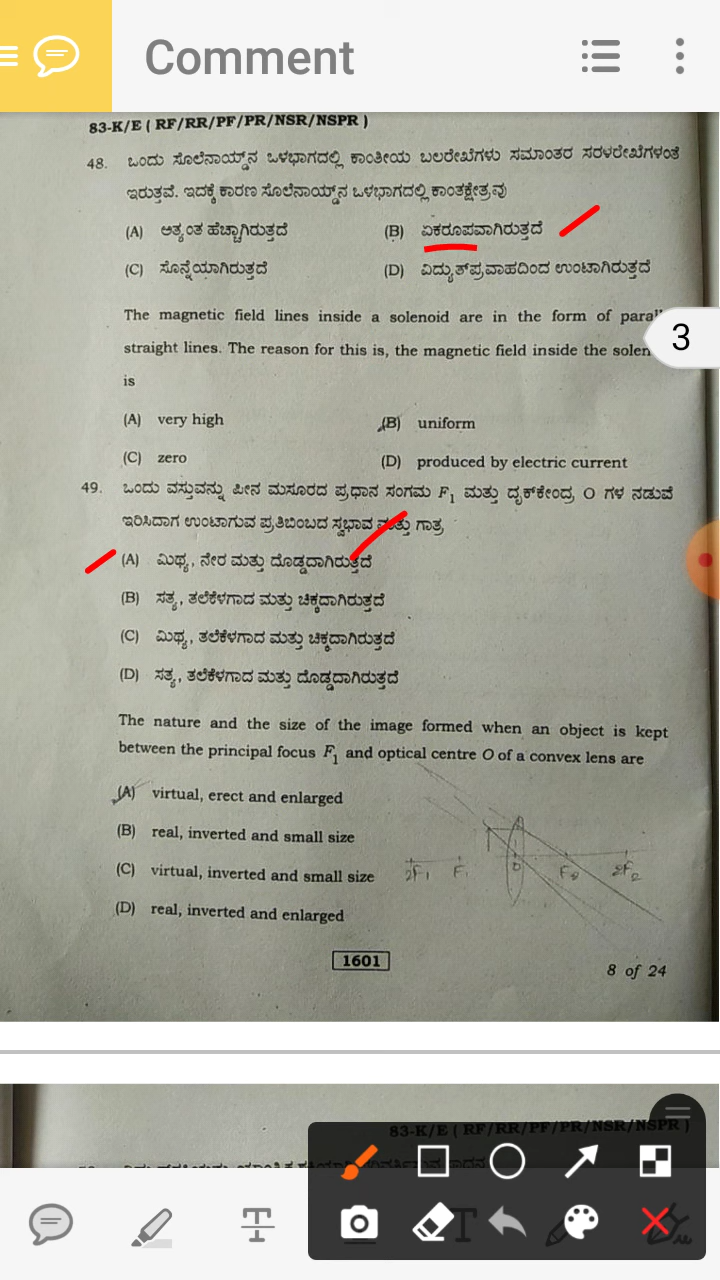 Comment
83-K/E ( RF/RR/PF/PR/NSR/NSPR )
48. ಒಂದು ಸೊಲೆನಾಯ್ಡ್‌ನ ಒಳಭಾಗದಲ್ಲಿ ಕಾಂತೀಯ ಬಲರೇಖೆಗಳು ಸಮಾಂತರ ಸರಳರೇಖೆಗಳಂತೆ
ಇರುತ್ತವೆ. ಇದಕ್ಕೆ ಕಾರಣ ಸೊಲೆನಾಯ್ಡ್‌ನ ಒಳಭಾಗದಲ್ಲಿ ಕಾಂತಕ್ಷೇತ್ರವು
(A) ಅತ್ಯಂತ ಹೆಚ್ಚಾಗಿರುತ್ತದೆ (B) ಏಕರೂಪವಾಗಿರುತ್ತದೆ
(C) ಸೊನ್ನೆಯಾಗಿರುತ್ತದೆ (D) ವಿದ್ಯುತ್‌ಪ್ರವಾಹದಿಂದ ಉಂಟಾಗಿರುತ್ತದೆ
The magnetic field lines inside a solenoid are in the form of parall
straight lines. The reason for this is, the magnetic field inside the solen
3
is
(A) very high (B) uniform
(C) zero (D) produced by electric current
49. ಒಂದು ವಸ್ತುವನ್ನು ಪೀನ ಮಸೂರದ ಪ್ರಧಾನ ಸಂಗಮ F1 ಮತ್ತು ದೃಕ್‌ಕೇಂದ್ರ O ಗಳ ನಡುವೆ
ಇರಿಸಿದಾಗ ಉಂಟಾಗುವ ಪ್ರತಿಬಿಂಬದ ಸ್ವಭಾವ ಮತ್ತು ಗಾತ್ರ
(A) ಮಿಥ್ಯ, ನೇರ ಮತ್ತು ದೊಡ್ಡದಾಗಿರುತ್ತದೆ
(B) ಸತ್ಯ, ತಲೆಕೆಳಗಾದ ಮತ್ತು ಚಿಕ್ಕದಾಗಿರುತ್ತದೆ
(C) ಮಿಥ್ಯ, ತಲೆಕೆಳಗಾದ ಮತ್ತು ಚಿಕ್ಕದಾಗಿರುತ್ತದೆ
(D) ಸತ್ಯ, ತಲೆಕೆಳಗಾದ ಮತ್ತು ದೊಡ್ಡದಾಗಿರುತ್ತದೆ
The nature and the size of the image formed when an object is kept
between the principal focus F1 and optical centre O of a convex lens are
(A) virtual, erect and enlarged
(B) real, inverted and small size
(C) virtual, inverted and small size
(D) real, inverted and enlarged
2F1 F1 O F2 2F2
1601
8 of 24
83-K/E ( RF/RR/PF/PR/NSR/NSPR )